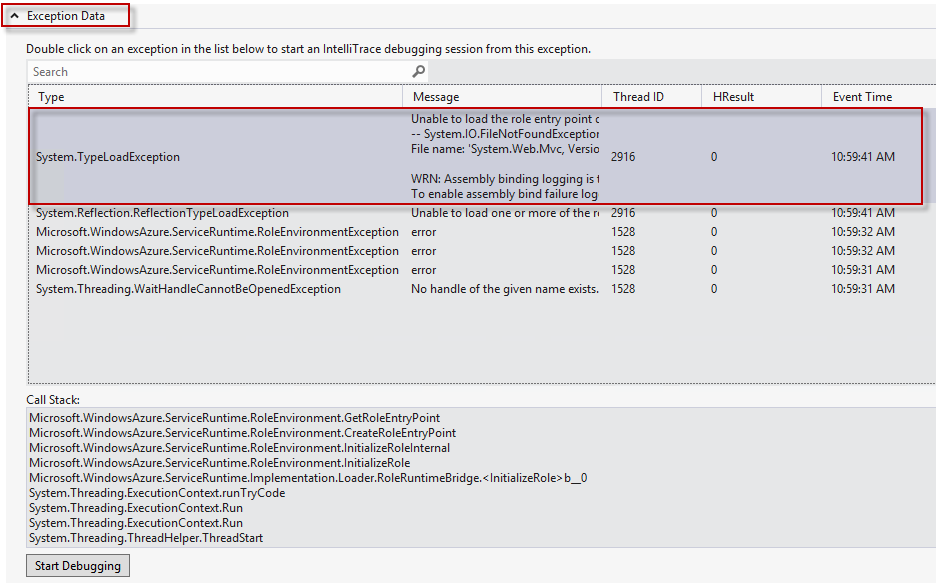 Exception Data
Double click on an exception in the list below to start an IntelliTrace debugging session from this exception.
Search
Type Message Thread ID HResult Event Time
Unable to load the role entry point
-- System.IO.FileNotFoundException
System.TypeLoadException File name: 'System.Web.Mvc, Versio 2916 0 10:59:41 AM
WRN: Assembly binding logging is
To enable assembly bind failure log
System.Reflection.ReflectionTypeLoadException Unable to load one or more of the 2916 0 10:59:41 AM
Microsoft.WindowsAzure.ServiceRuntime.RoleEnvironmentException error 1528 0 10:59:32 AM
Microsoft.WindowsAzure.ServiceRuntime.RoleEnvironmentException error 1528 0 10:59:32 AM
Microsoft.WindowsAzure.ServiceRuntime.RoleEnvironmentException error 1528 0 10:59:31 AM
System.Threading.WaitHandleCannotBeOpenedException No handle of the given name exists. 1528 0 10:59:31 AM
Call Stack:
Microsoft.WindowsAzure.ServiceRuntime.RoleEnvironment.GetRoleEntryPoint
Microsoft.WindowsAzure.ServiceRuntime.RoleEnvironment.CreateRoleEntryPoint
Microsoft.WindowsAzure.ServiceRuntime.RoleEnvironment.InitializeRoleInternal
Microsoft.WindowsAzure.ServiceRuntime.RoleEnvironment.InitializeRole
Microsoft.WindowsAzure.ServiceRuntime.Implementation.Loader.RoleRuntimeBridge.<InitializeRole>b__0
System.Threading.ExecutionContext.runTryCode
System.Threading.ExecutionContext.Run
System.Threading.ExecutionContext.Run
System.Threading.ThreadHelper.ThreadStart
Start Debugging